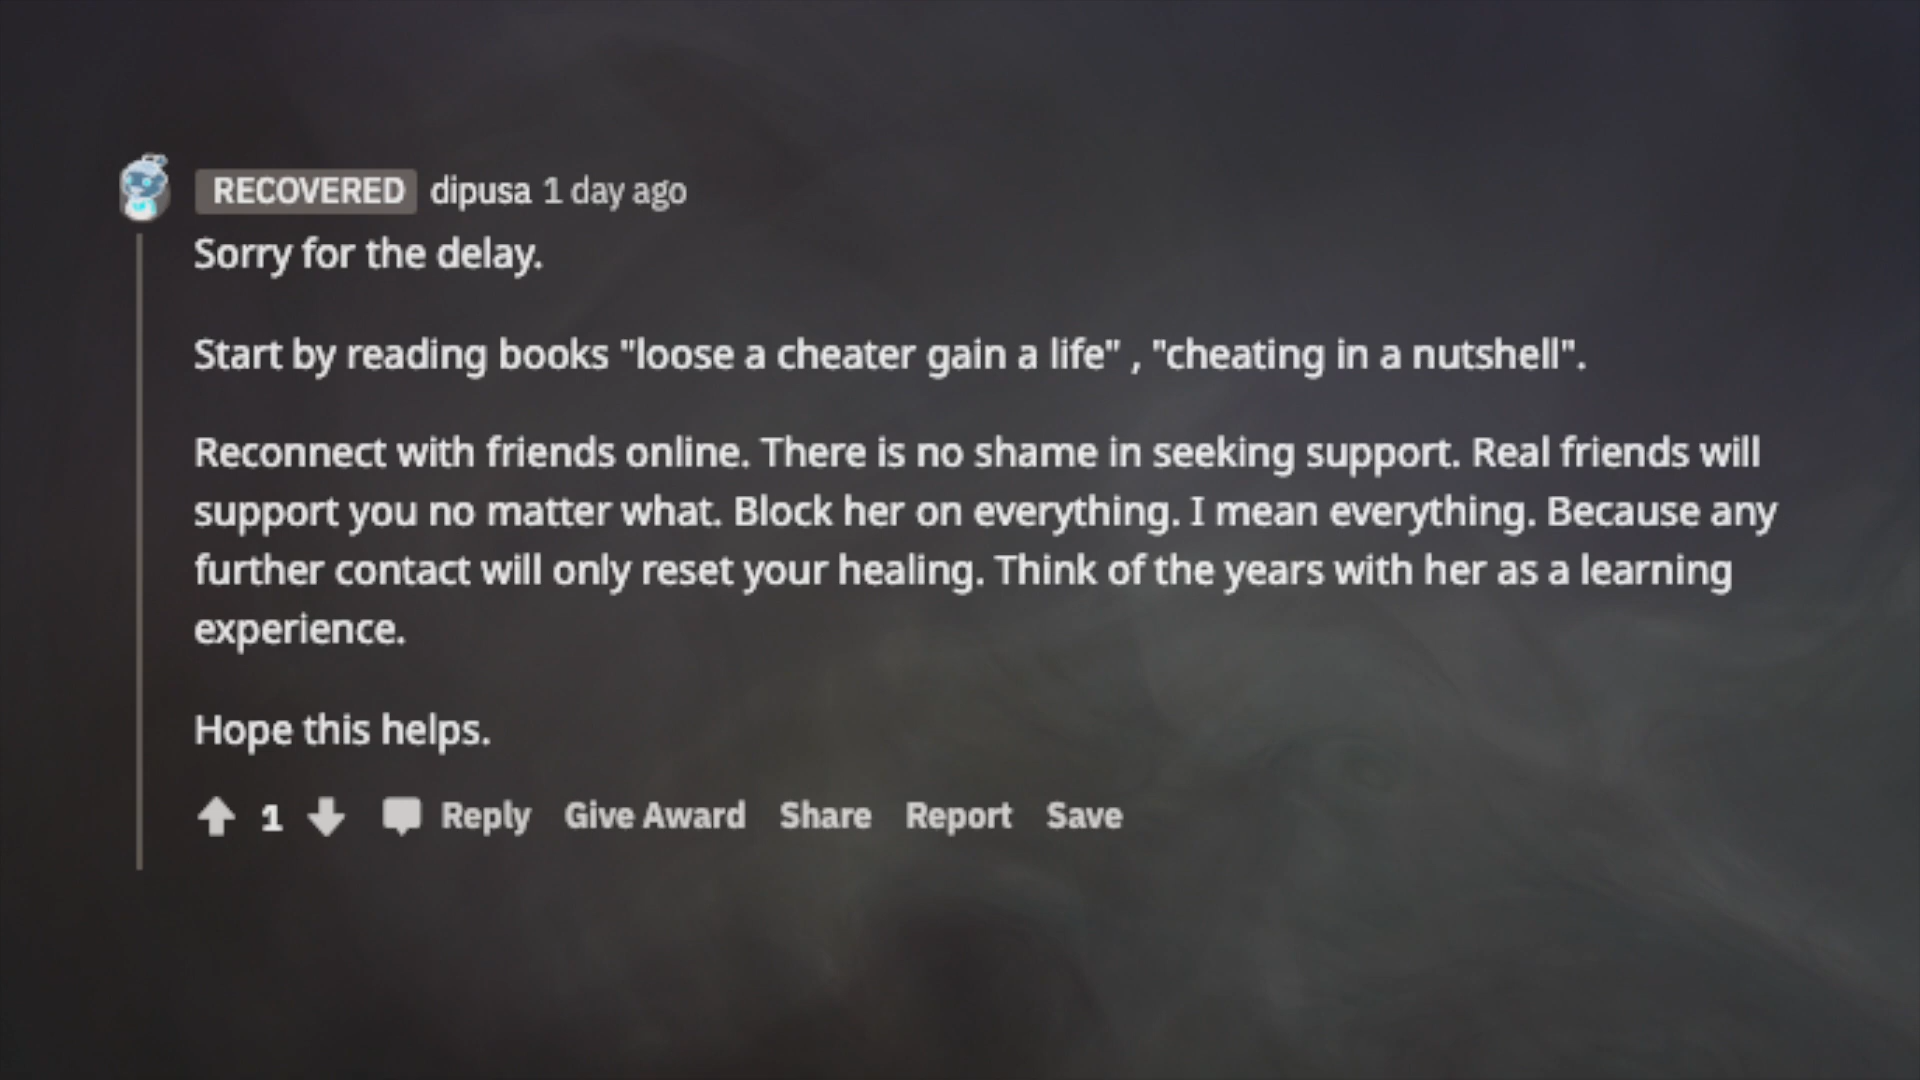 RECOVERED dipusa 1 day ago
Sorry for the delay.
Start by reading books "loose a cheater gain a life" , "cheating in a nutshell".
Reconnect with friends online. There is no shame in seeking support. Real friends will
support you no matter what. Block her on everything. I mean everything. Because any
further contact will only reset your healing. Think of the years with her as a learning
experience.
Hope this helps.
1 Reply Give Award Share Report Save